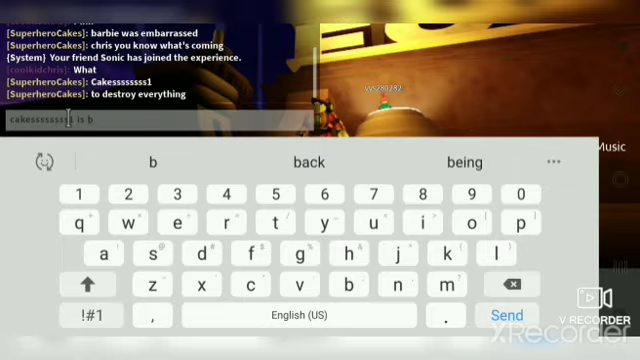 [SuperheroCakes]: barbie was embarrassed
[SuperheroCakes]: chris you know what's coming
{System} Your friend Sonic has joined the experience.
[coolkidchris]: What
[SuperheroCakes]: Cakesssssss1
[SuperheroCakes]: to destroy everything
is b
Music
b back being •••
1 2 3 4 5 6 7 8 9 0
q w e r t y u i o p
a s d f g h j k l
z x c v b n m
!#1 , English (US) . Send
V RECORDER
XRecorder